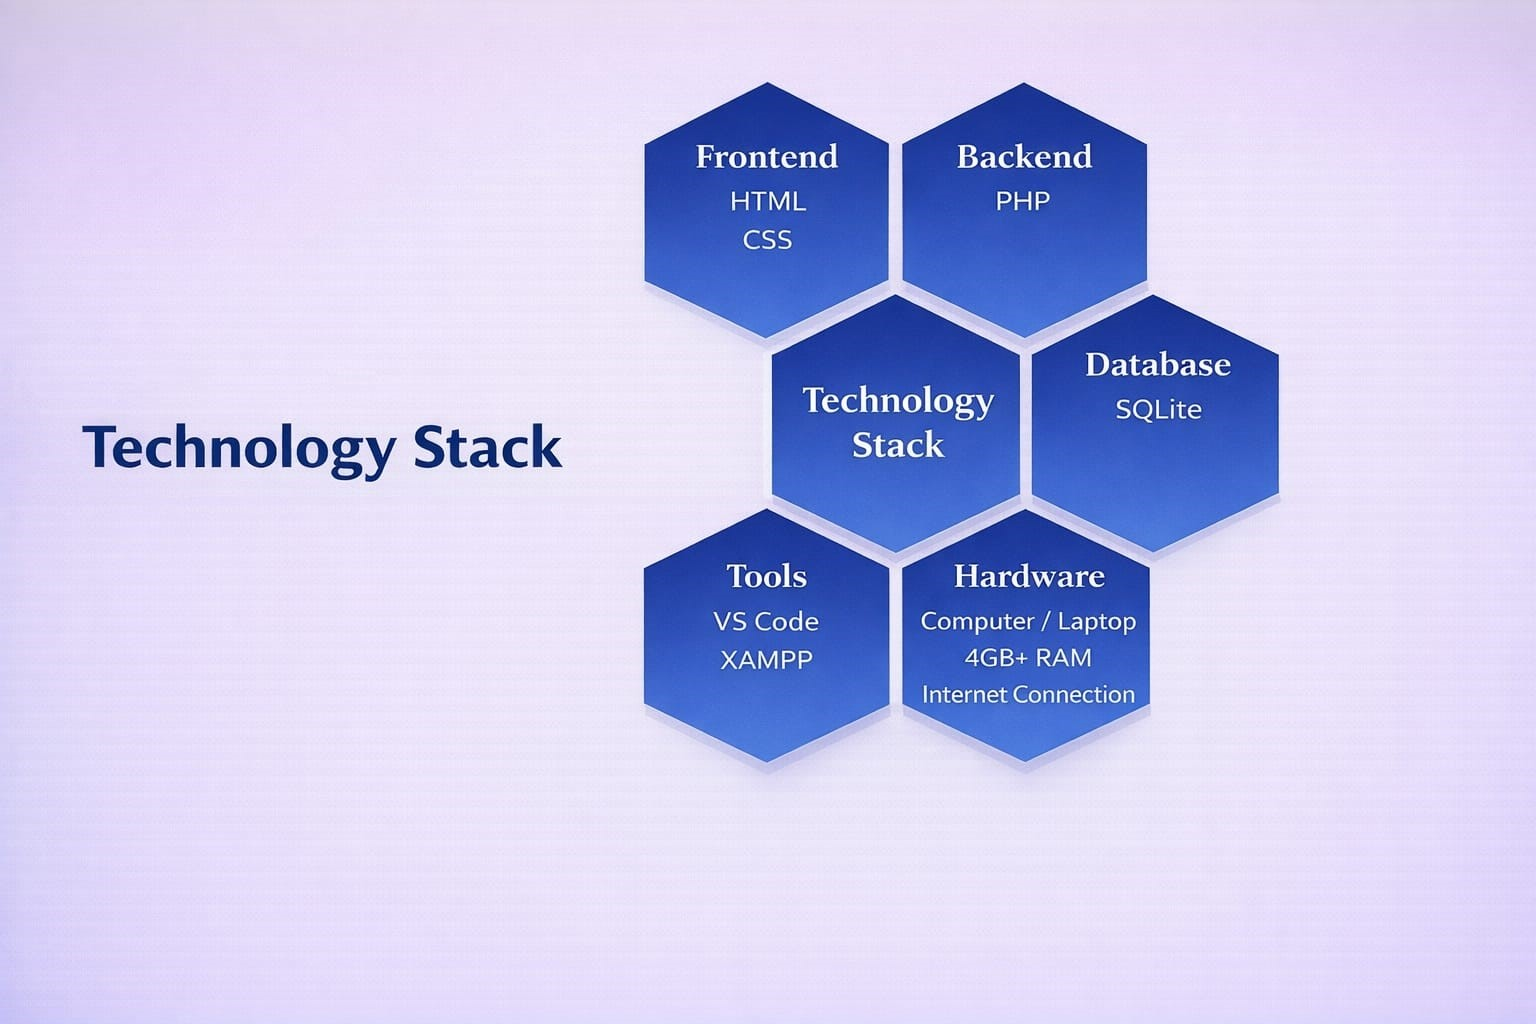 Technology Stack
Frontend
HTML
CSS
Backend
PHP
Technology
Stack
Database
SQLite
Tools
VS Code
XAMPP
Hardware
Computer / Laptop
4GB+ RAM
Internet Connection